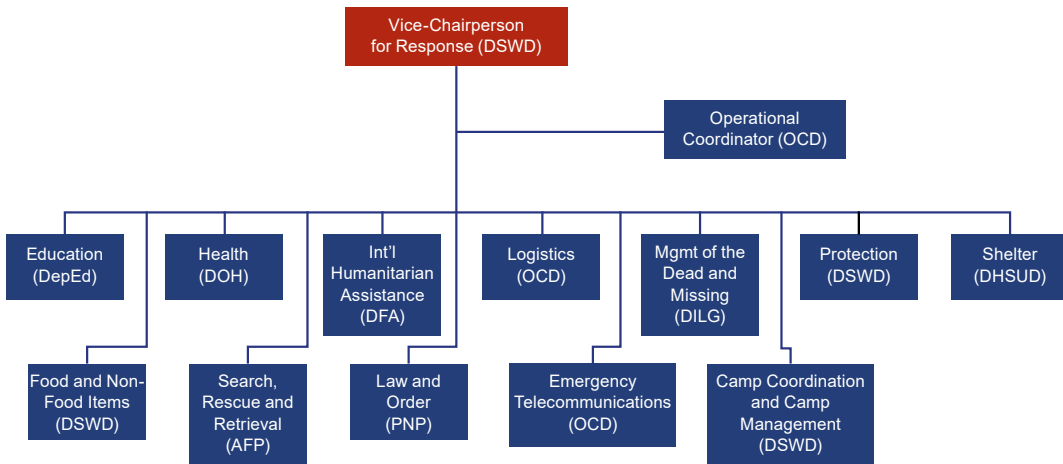 Vice-Chairperson
for Response (DSWD)
Operational
Coordinator (OCD)
Education
(DepEd)
Health
(DOH)
Int'l
Humanitarian
Assistance
(DFA)
Logistics
(OCD)
Mgmt of the
Dead and
Missing
(DILG)
Protection
(DSWD)
Shelter
(DHSUD)
Food and Non-
Food Items
(DSWD)
Search,
Rescue and
Retrieval
(AFP)
Law and
Order
(PNP)
Emergency
Telecommunications
(OCD)
Camp Coordination
and Camp
Management
(DSWD)